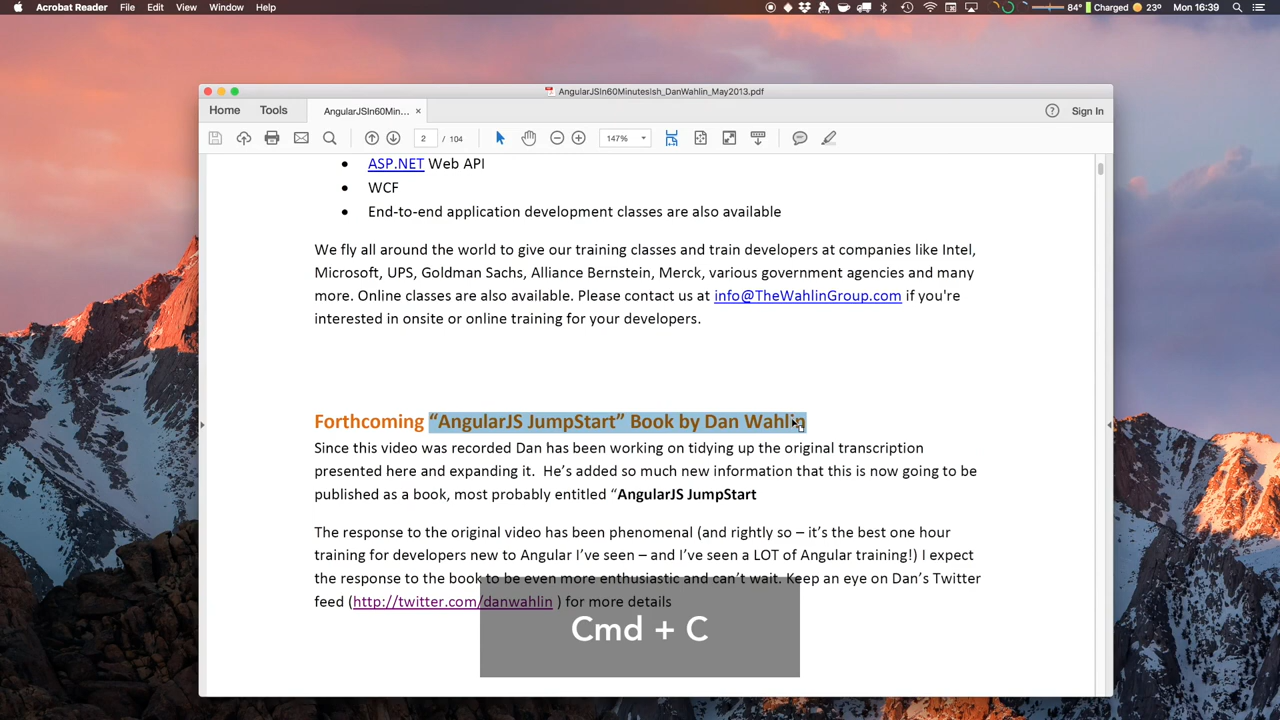 Acrobat Reader File Edit View Window Help 84° Charged 23° Mon 16:39
AngularJSIn60MinutesIsh_DanWahlin_May2013.pdf
Home Tools AngularJSIn60Min... × Sign In
2 / 104 147%
• ASP.NET Web API
• WCF
• End-to-end application development classes are also available
We fly all around the world to give our training classes and train developers at companies like Intel,
Microsoft, UPS, Goldman Sachs, Alliance Bernstein, Merck, various government agencies and many
more. Online classes are also available. Please contact us at info@TheWahlinGroup.com if you're
interested in onsite or online training for your developers.
Forthcoming “AngularJS JumpStart” Book by Dan Wahlin
Since this video was recorded Dan has been working on tidying up the original transcription
presented here and expanding it.  He’s added so much new information that this is now going to be
published as a book, most probably entitled “AngularJS JumpStart
The response to the original video has been phenomenal (and rightly so – it’s the best one hour
training for developers new to Angular I’ve seen – and I’ve seen a LOT of Angular training!) I expect
the response to the book to be even more enthusiastic and can’t wait. Keep an eye on Dan’s Twitter
feed (http://twitter.com/danwahlin ) for more details
Cmd + C